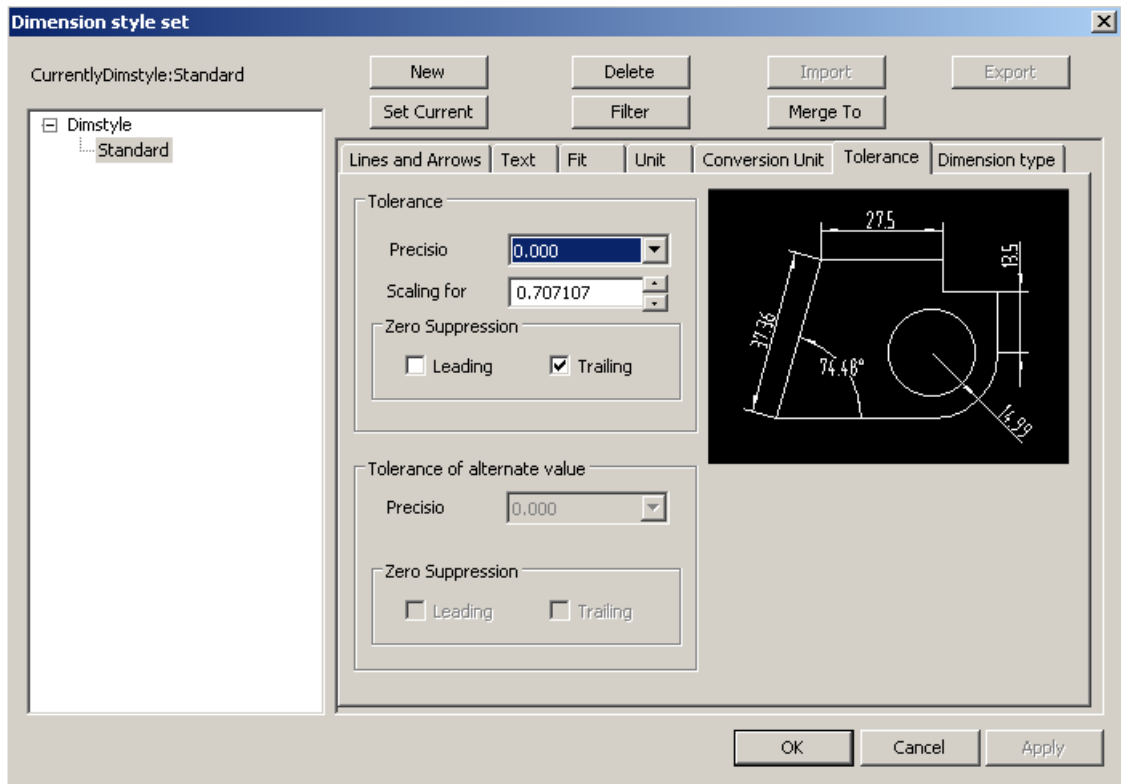 Dimension style set
CurrentlyDimstyle:Standard
New
Delete
Import
Export
Set Current
Filter
Merge To
Dimstyle
Standard
Lines and Arrows
Text
Fit
Unit
Conversion Unit
Tolerance
Dimension type
Tolerance
Precisio
0.000
Scaling for
0.707107
Zero Suppression
Leading
Trailing
27.5
13.5
37.36
74.48°
14.99
Tolerance of alternate value
Precisio
0.000
Zero Suppression
Leading
Trailing
OK
Cancel
Apply